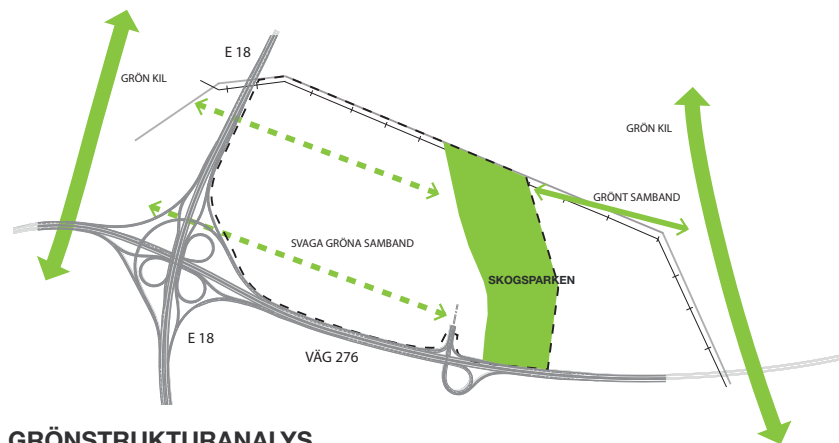 E 18
GRÖN KIL
GRÖN KIL
GRÖNT SAMBAND
SVAGA GRÖNA SAMBAND
SKOGSPARKEN
E 18
VÄG 276
GRÖNSTRUKTURANALYS